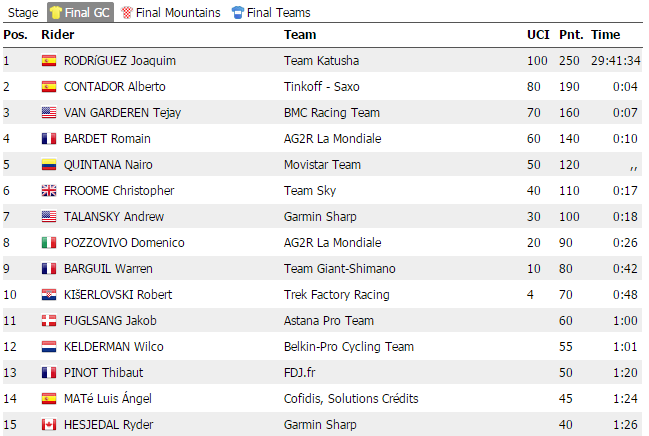 Stage Final GC Final Mountains Final Teams
Pos. Rider Team UCI Pnt. Time
1 RODRíGUEZ Joaquim Team Katusha 100 250 29:41:34
2 CONTADOR Alberto Tinkoff - Saxo 80 190 0:04
3 VAN GARDEREN Tejay BMC Racing Team 70 160 0:07
4 BARDET Romain AG2R La Mondiale 60 140 0:10
5 QUINTANA Nairo Movistar Team 50 120 ,,
6 FROOME Christopher Team Sky 40 110 0:17
7 TALANSKY Andrew Garmin Sharp 30 100 0:18
8 POZZOVIVO Domenico AG2R La Mondiale 20 90 0:26
9 BARGUIL Warren Team Giant-Shimano 10 80 0:42
10 KIšERLOVSKI Robert Trek Factory Racing 4 70 0:48
11 FUGLSANG Jakob Astana Pro Team 60 1:00
12 KELDERMAN Wilco Belkin-Pro Cycling Team 55 1:01
13 PINOT Thibaut FDJ.fr 50 1:20
14 MATé Luis Ángel Cofidis, Solutions Crédits 45 1:24
15 HESJEDAL Ryder Garmin Sharp 40 1:26